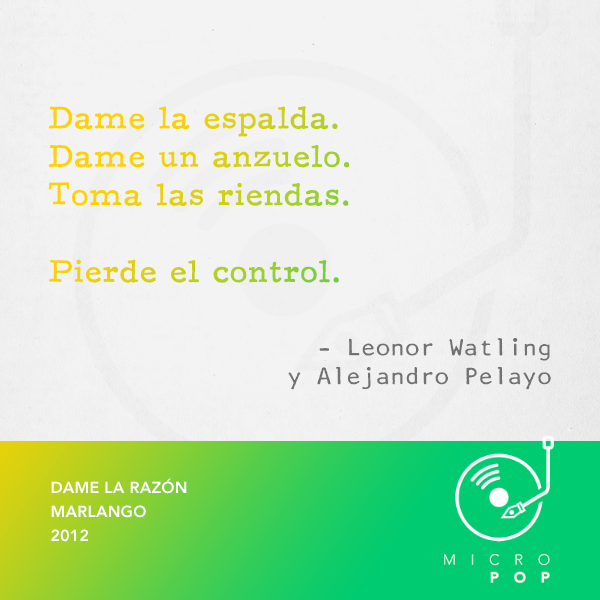 Dame la espalda.
Dame un anzuelo.
Toma las riendas.
Pierde el control.
– Leonor Watling
y Alejandro Pelayo
DAME LA RAZÓN
MARLANGO
2012
MICRO
POP